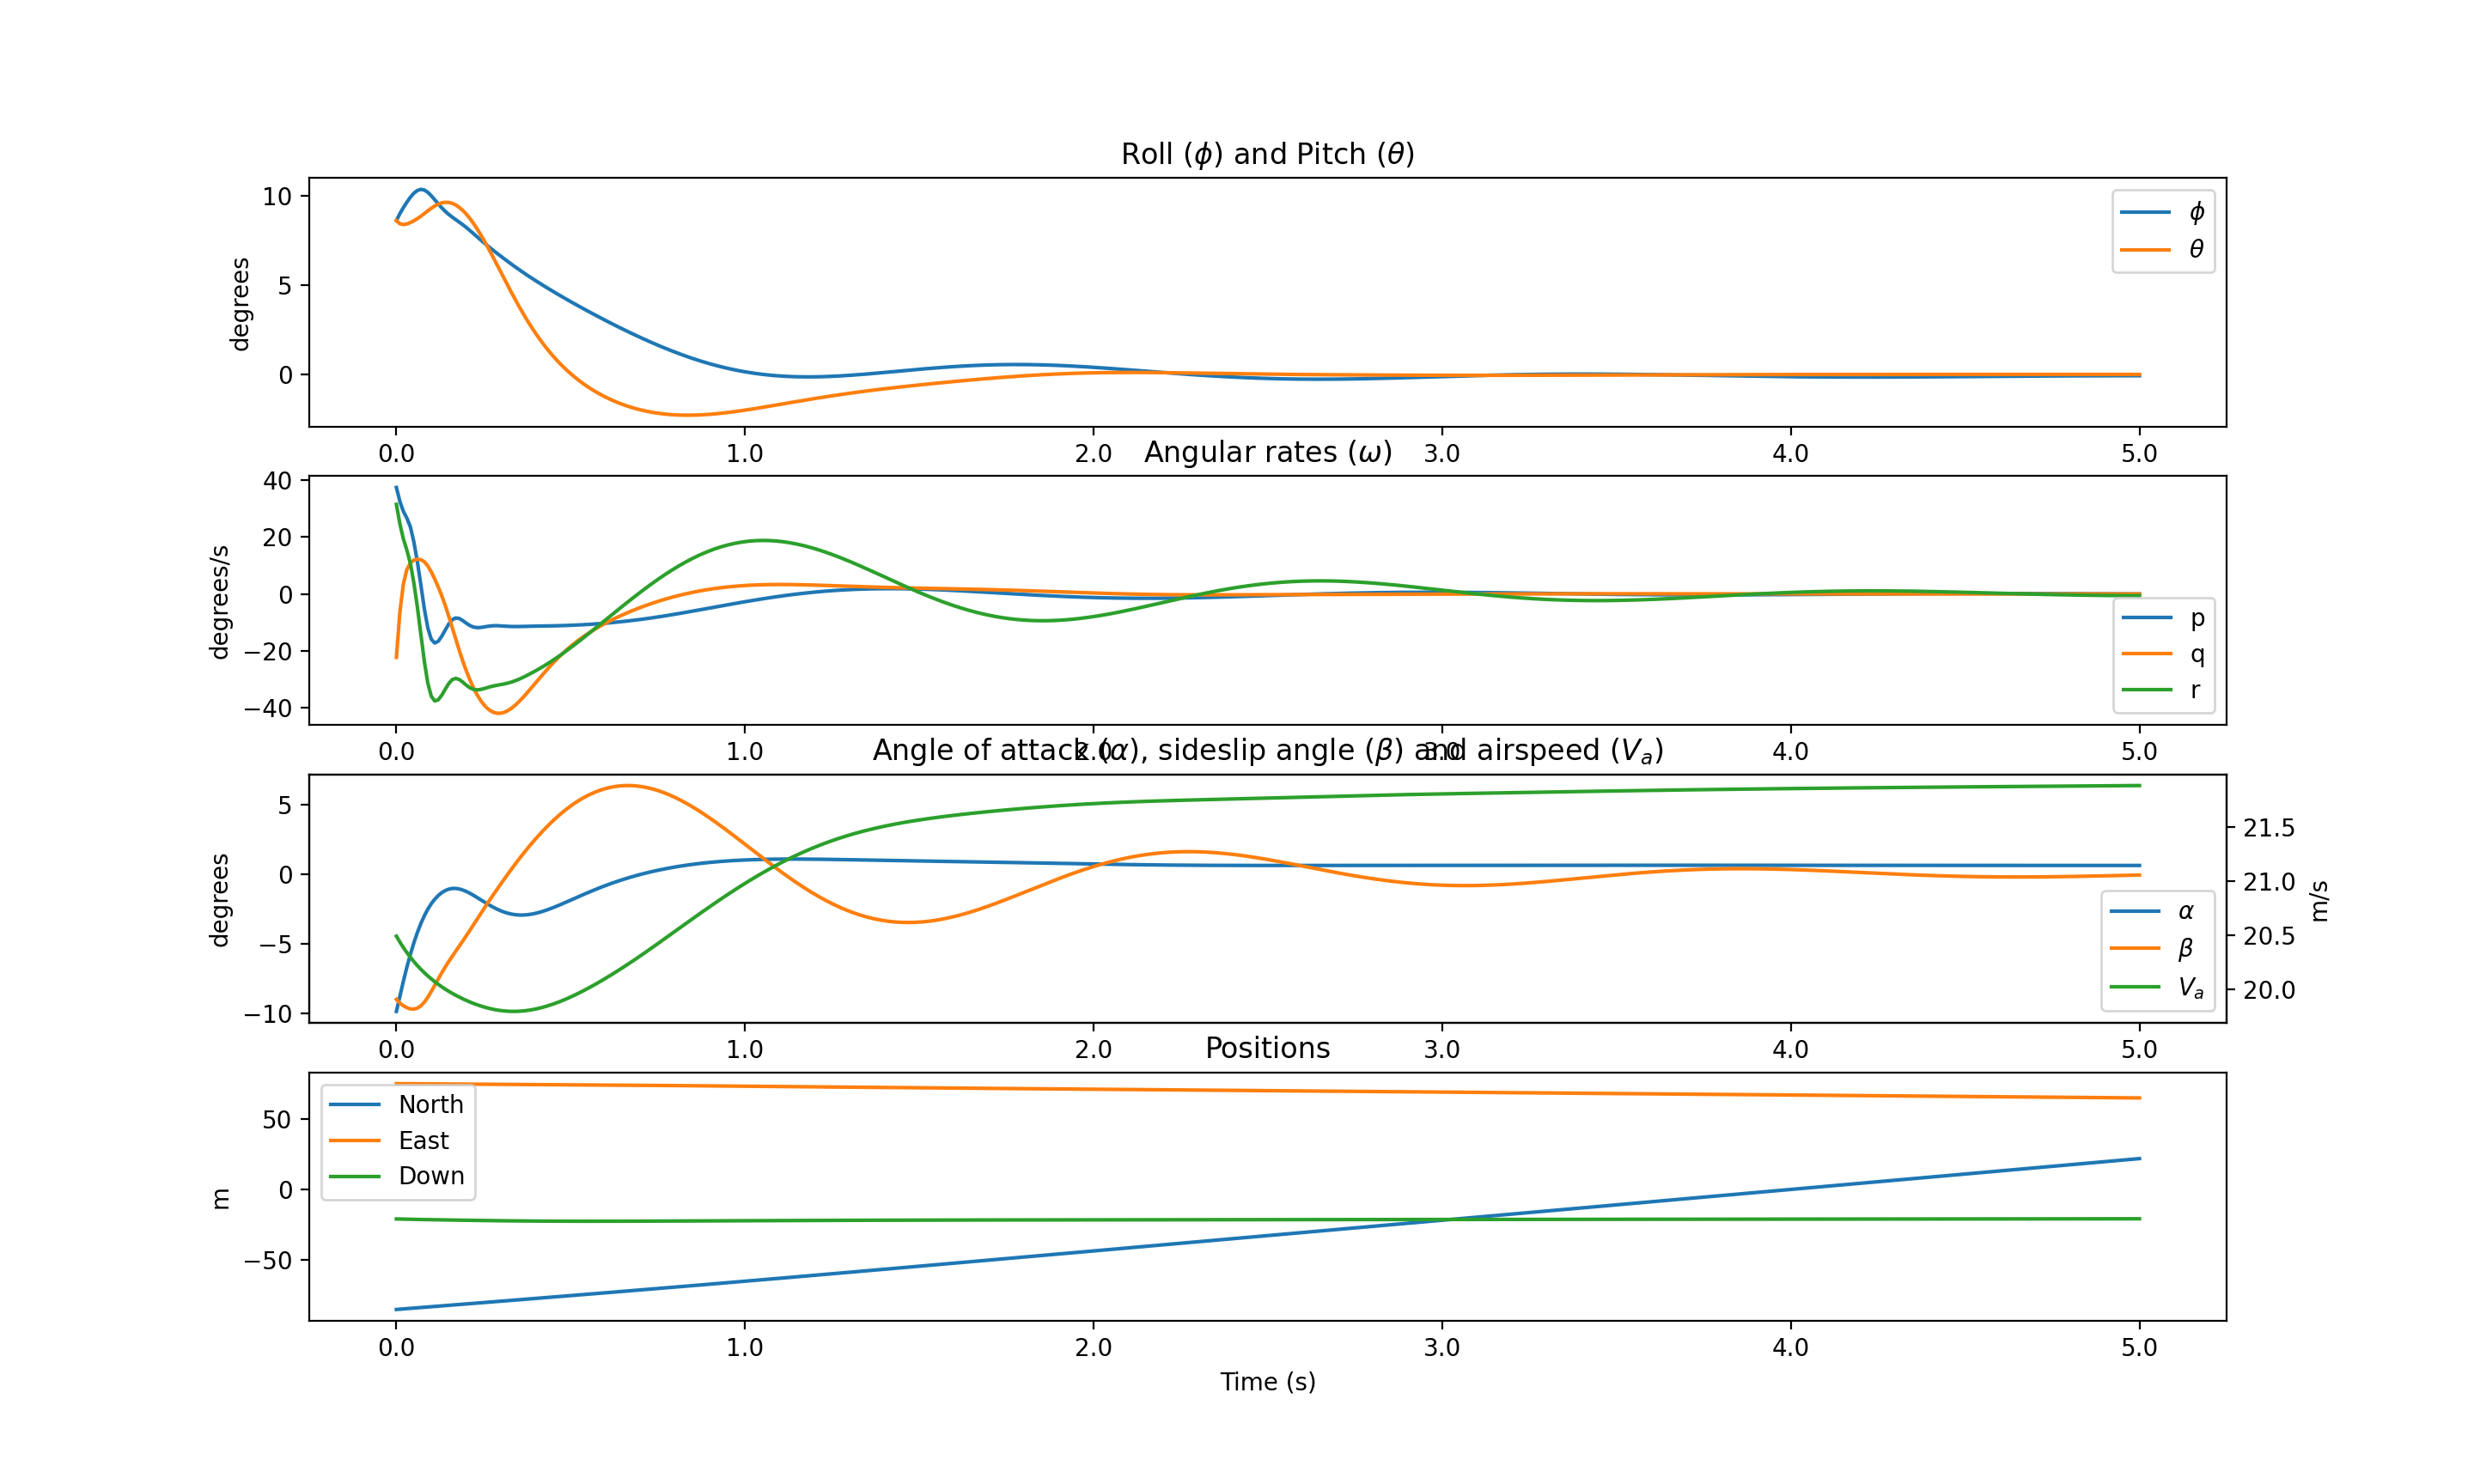 Roll (ϕ) and Pitch (θ)
10
5
0
degrees
ϕ
θ
0.0 1.0 2.0 3.0 4.0 5.0
Angular rates (ω)
40
20
0
−20
−40
degrees/s
p
q
r
0.0 1.0 2.0 3.0 4.0 5.0
Angle of attack (α), sideslip angle (β) and airspeed (Vₐ)
5
0
−5
−10
degrees
21.5
21.0
20.5
20.0
m/s
α
β
Vₐ
0.0 1.0 2.0 3.0 4.0 5.0
Positions
50
0
−50
m
North
East
Down
0.0 1.0 2.0 3.0 4.0 5.0
Time (s)